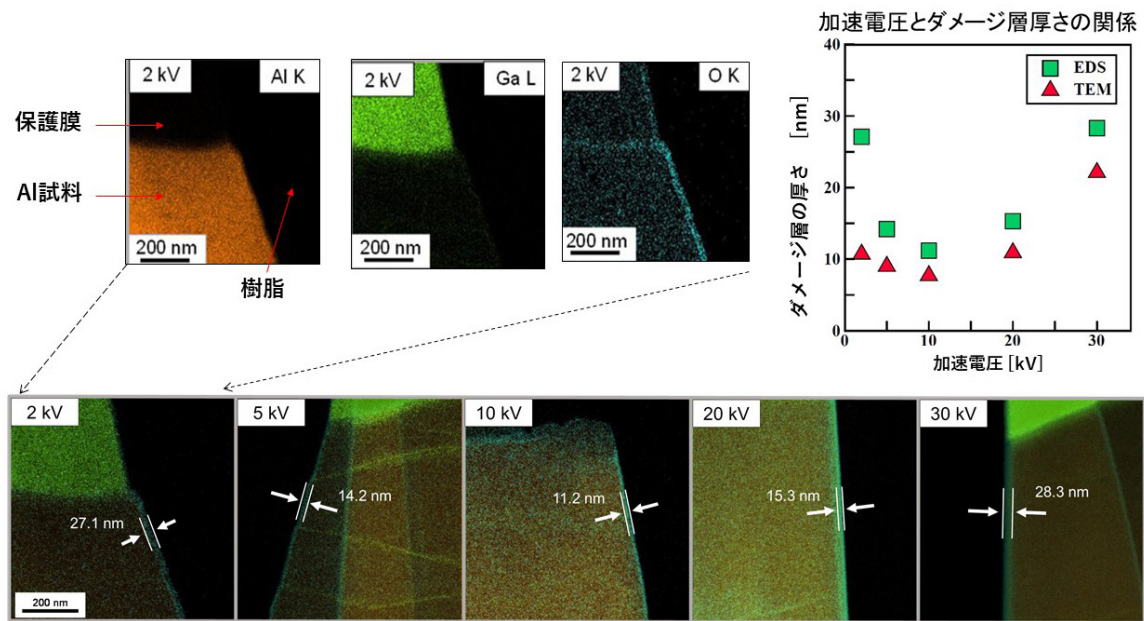 加速電圧とダメージ層厚さの関係
2 kV
Al K
2 kV
Ga L
2 kV
O K
保護膜
Al試料
樹脂
200 nm
200 nm
200 nm
EDS
TEM
ダメージ層の厚さ [nm]
40
30
20
10
0
0
10
20
30
加速電圧 [kV]
2 kV
27.1 nm
200 nm
5 kV
14.2 nm
10 kV
11.2 nm
20 kV
15.3 nm
30 kV
28.3 nm